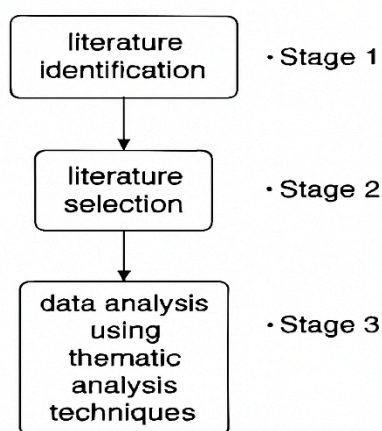 literature
identification
• Stage 1
literature
selection
• Stage 2
data analysis
using
thematic
analysis
techniques
• Stage 3